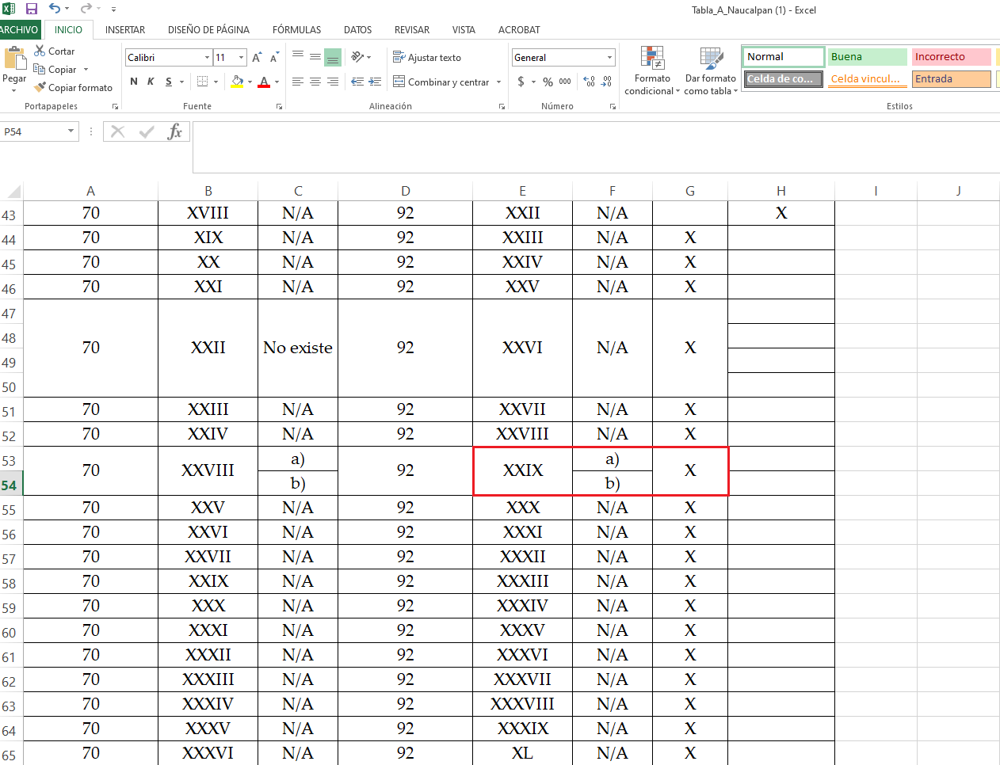 Tabla_A_Naucalpan (1) - Excel
ARCHIVO INICIO INSERTAR DISEÑO DE PÁGINA FÓRMULAS DATOS REVISAR VISTA ACROBAT
Pegar
Cortar
Copiar
Copiar formato
Portapapeles
Calibri 11
N K S
Fuente
Ajustar texto
Combinar y centrar
Alineación
General
$ % 000
Número
Formato condicional
Dar formato como tabla
Normal Buena Incorrecto
Celda de co... Celda vincul... Entrada
Estilos
P54 fx
A B C D E F G H I J
43 70 XVIII N/A 92 XXII N/A X
44 70 XIX N/A 92 XXIII N/A X
45 70 XX N/A 92 XXIV N/A X
46 70 XXI N/A 92 XXV N/A X
47
48 70 XXII No existe 92 XXVI N/A X
49
50
51 70 XXIII N/A 92 XXVII N/A X
52 70 XXIV N/A 92 XXVIII N/A X
53 70 XXVIII a) 92 XXIX a) X
54 b) b)
55 70 XXV N/A 92 XXX N/A X
56 70 XXVI N/A 92 XXXI N/A X
57 70 XXVII N/A 92 XXXII N/A X
58 70 XXIX N/A 92 XXXIII N/A X
59 70 XXX N/A 92 XXXIV N/A X
60 70 XXXI N/A 92 XXXV N/A X
61 70 XXXII N/A 92 XXXVI N/A X
62 70 XXXIII N/A 92 XXXVII N/A X
63 70 XXXIV N/A 92 XXXVIII N/A X
64 70 XXXV N/A 92 XXXIX N/A X
65 70 XXXVI N/A 92 XL N/A X